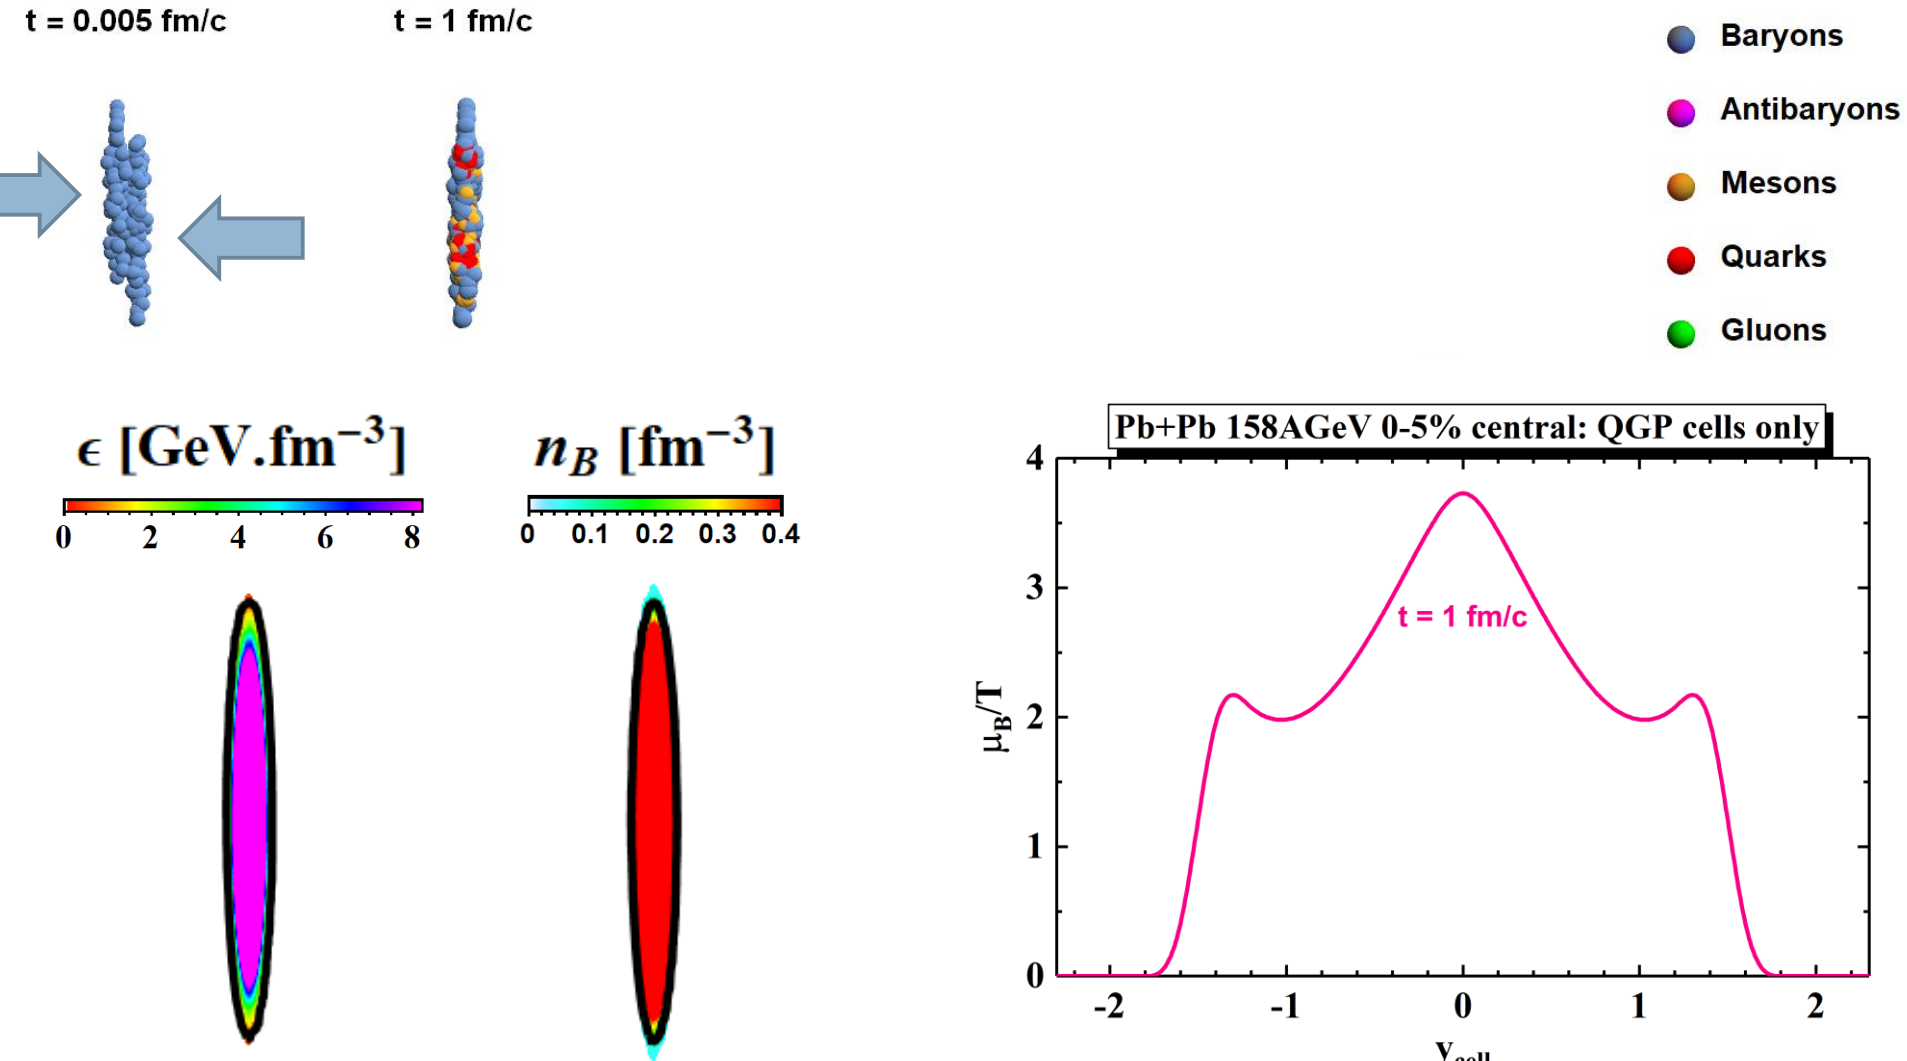 t = 0.005 fm/c
t = 1 fm/c
Baryons
Antibaryons
Mesons
Quarks
Gluons
ϵ [GeV.fm⁻³]
0 2 4 6 8
n_B [fm⁻³]
0 0.1 0.2 0.3 0.4
Pb+Pb 158AGeV 0-5% central: QGP cells only
4
3
2
1
0
μ_B/T
t = 1 fm/c
-2 -1 0 1 2
y_cell